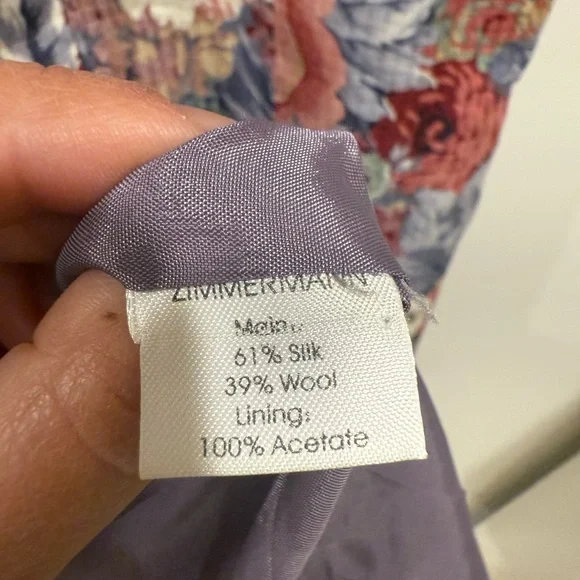 ZIMMERMANN
Main:
61% Silk
39% Wool
Lining:
100% Acetate